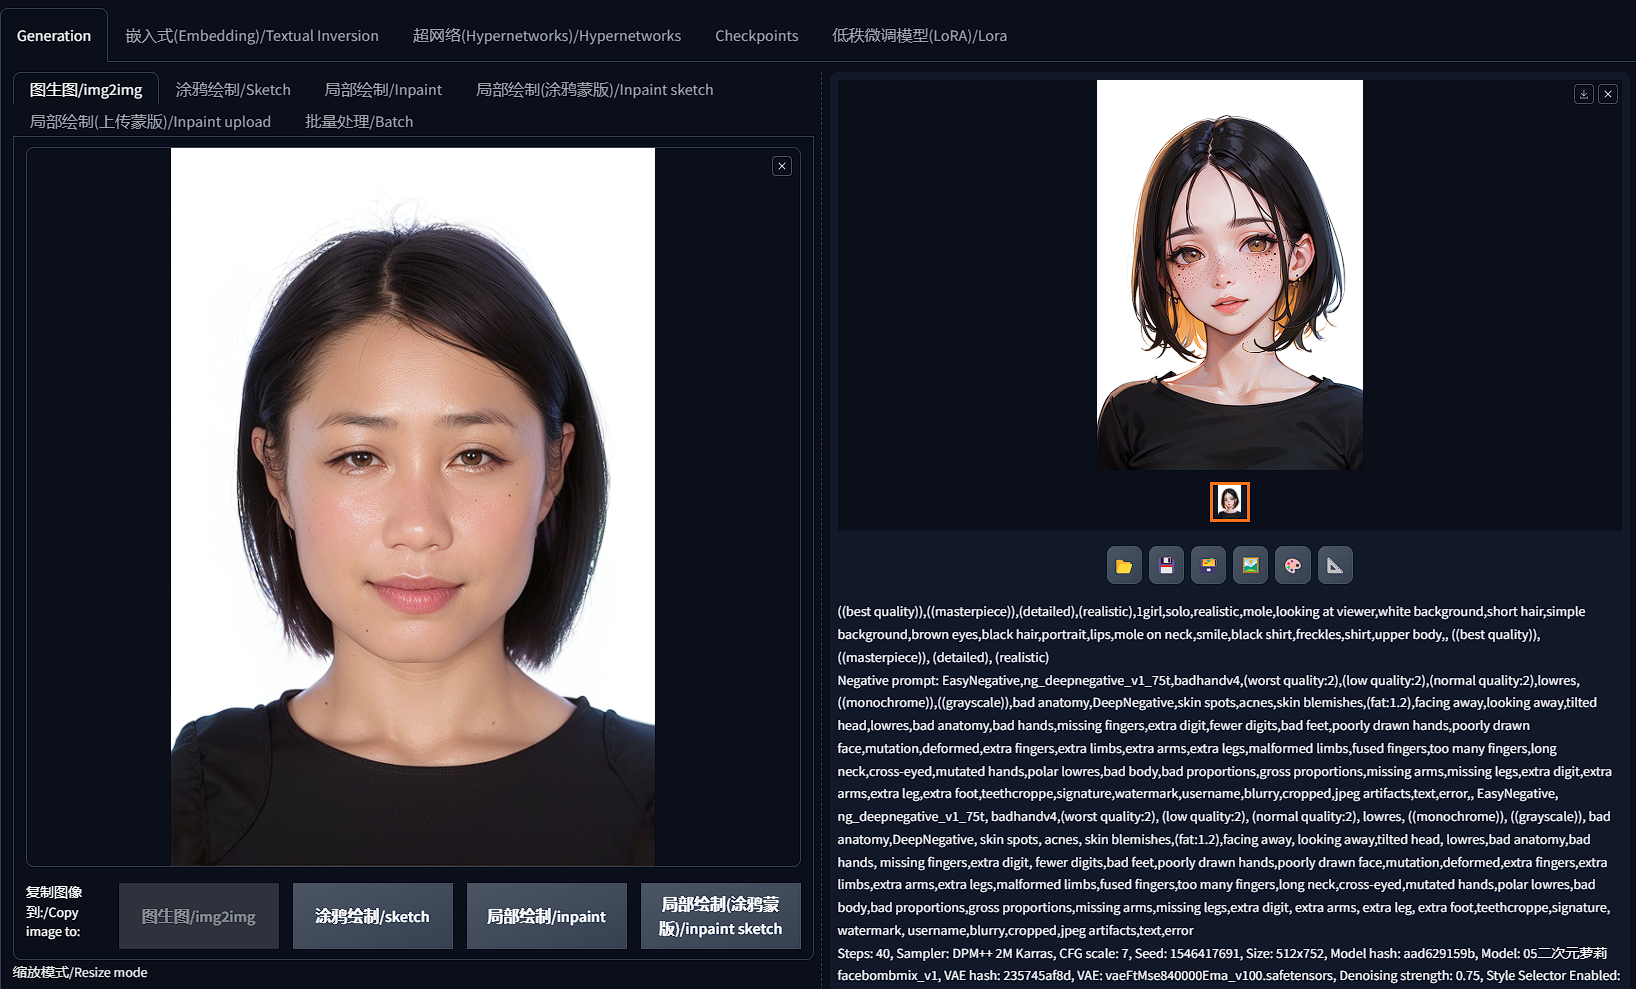 Generation
嵌入式(Embedding)/Textual Inversion
超网络(Hypernetworks)/Hypernetworks
Checkpoints
低秩微调模型(LoRA)/Lora
图生图/img2img
涂鸦绘制/Sketch
局部绘制/Inpaint
局部绘制(涂鸦蒙版)/Inpaint sketch
局部绘制(上传蒙版)/Inpaint upload
批量处理/Batch
复制图像
到:/Copy
image to:
图生图/img2img
涂鸦绘制/sketch
局部绘制/inpaint
局部绘制(涂鸦蒙
版)/inpaint sketch
缩放模式/Resize mode
((best quality)),((masterpiece)),(detailed),(realistic),1girl,solo,realistic,mole,looking at viewer,white background,short hair,simple
background,brown eyes,black hair,portrait,lips,mole on neck,smile,black shirt,freckles,shirt,upper body,, ((best quality)),
((masterpiece)), (detailed), (realistic)
Negative prompt: EasyNegative,ng_deepnegative_v1_75t,badhandv4,(worst quality:2),(low quality:2),(normal quality:2),lowres,
((monochrome)),((grayscale)),bad anatomy,DeepNegative,skin spots,acnes,skin blemishes,(fat:1.2),facing away,looking away,tilted
head,lowres,bad anatomy,bad hands,missing fingers,extra digit,fewer digits,bad feet,poorly drawn hands,poorly drawn
face,mutation,deformed,extra fingers,extra limbs,extra arms,extra legs,malformed limbs,fused fingers,too many fingers,long
neck,cross-eyed,mutated hands,polar lowres,bad body,bad proportions,gross proportions,missing arms,missing legs,extra digit,extra
arms,extra leg,extra foot,teethcroppe,signature,watermark,username,blurry,cropped,jpeg artifacts,text,error,, EasyNegative,
ng_deepnegative_v1_75t, badhandv4,(worst quality:2), (low quality:2), (normal quality:2), lowres, ((monochrome)), ((grayscale)), bad
anatomy,DeepNegative, skin spots, acnes, skin blemishes,(fat:1.2),facing away, looking away,tilted head, lowres,bad anatomy,bad
hands, missing fingers,extra digit, fewer digits,bad feet,poorly drawn hands,poorly drawn face,mutation,deformed,extra fingers,extra
limbs,extra arms,extra legs,malformed limbs,fused fingers,too many fingers,long neck,cross-eyed,mutated hands,polar lowres,bad
body,bad proportions,gross proportions,missing arms,missing legs,extra digit, extra arms, extra leg, extra foot,teethcroppe,signature,
watermark, username,blurry,cropped,jpeg artifacts,text,error
Steps: 40, Sampler: DPM++ 2M Karras, CFG scale: 7, Seed: 1546417691, Size: 512x752, Model hash: aad629159b, Model: 05二次元萝莉
facebombmix_v1, VAE hash: 235745af8d, VAE: vaeFtMse840000Ema_v100.safetensors, Denoising strength: 0.75, Style Selector Enabled: